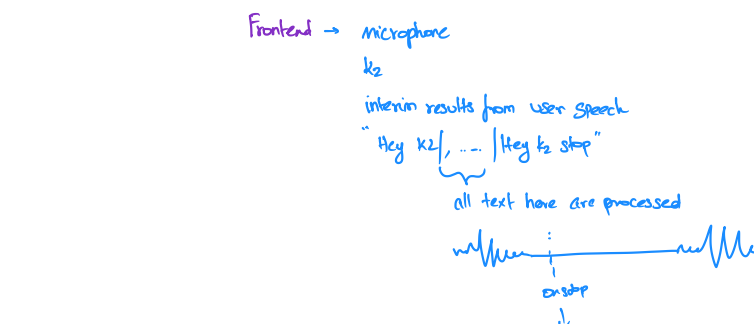 Frontend → microphone
K2
interim results from user speech
"Hey K2|, .... |Hey K2 stop"
all text here are processed
onstop